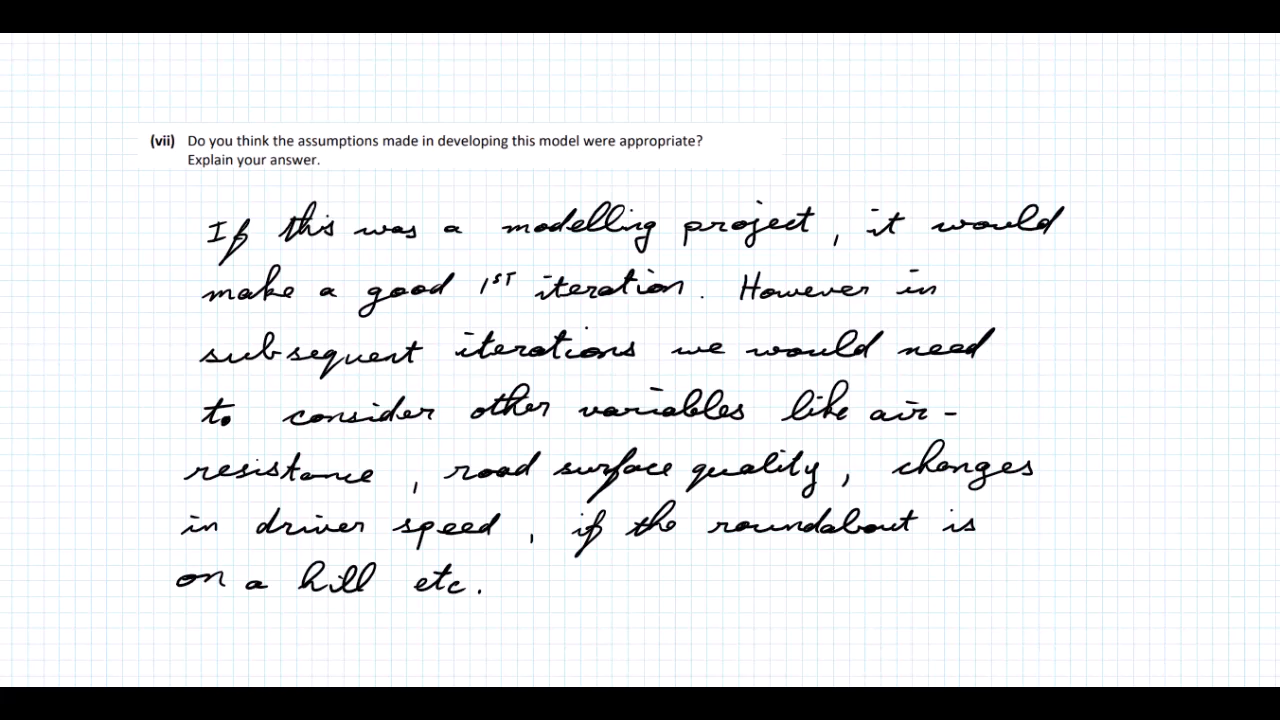 (vii) Do you think the assumptions made in developing this model were appropriate?
Explain your answer.
If this was a modelling project, it would
make a good 1ST iteration. However in
subsequent iterations we would need
to consider other variables like air-
resistance, road surface quality, changes
in driver speed, if the roundabout is
on a hill etc.